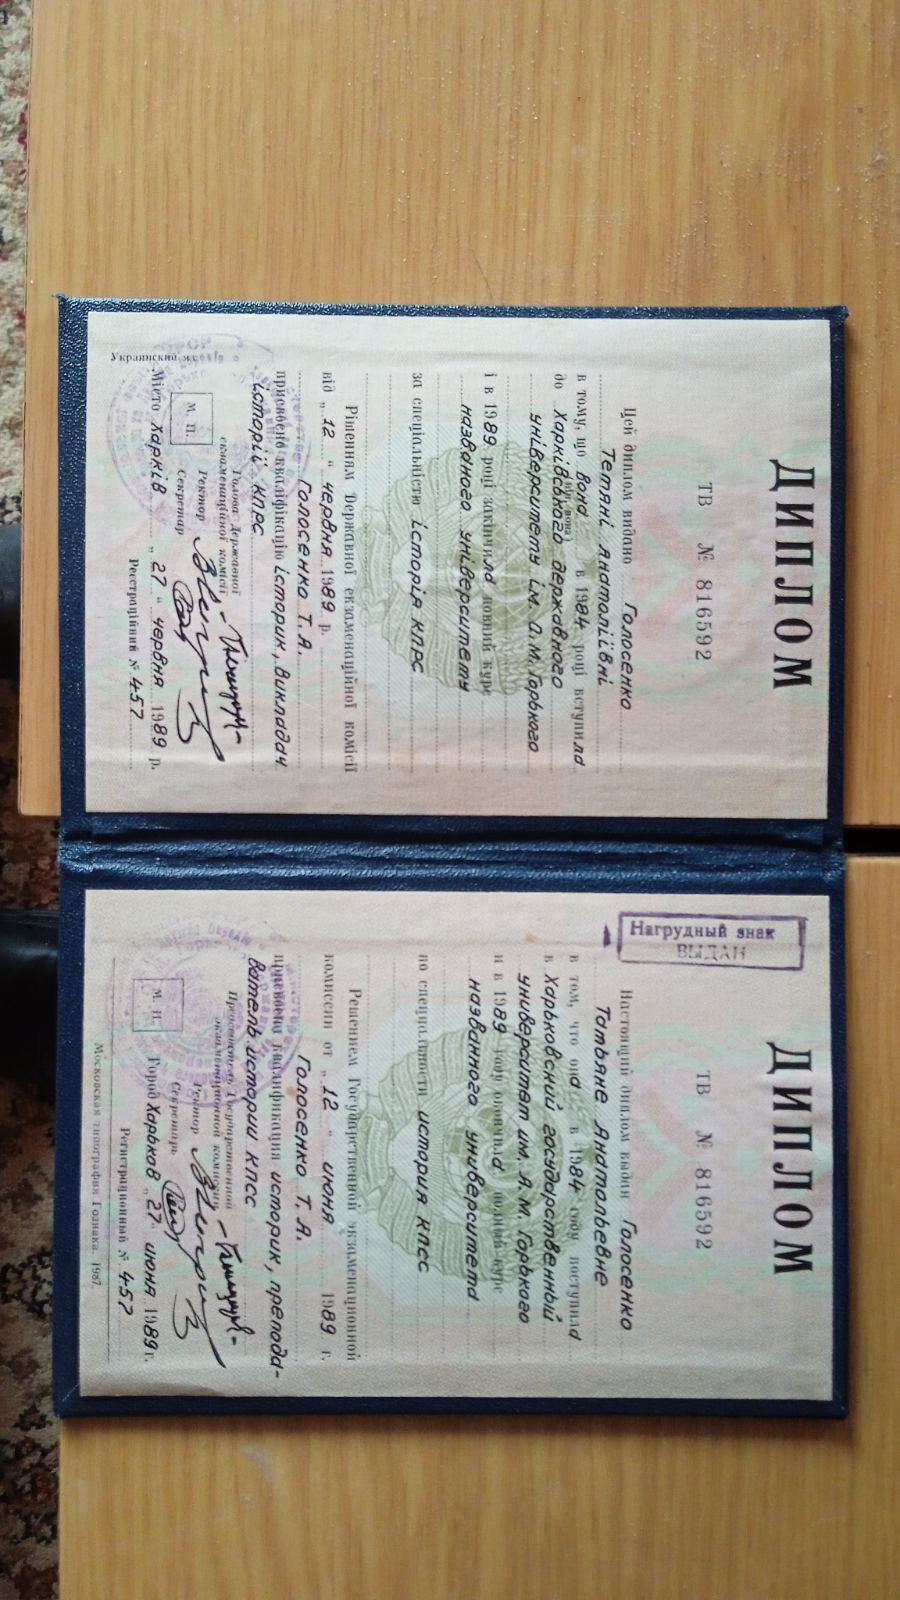 ДИПЛОМ
ТВ № 816592
Цей диплом видано Голосенко
Тетяні Анатоліївні
в тому, що вона в 1984 році вступила
(він, вона)
до Харківського державного
університету ім. О.М. Горького
і в 1989 році закінчила повний курс
названого університету
за спеціальністю історія КПРС
Рішенням Державної екзаменаційної комісії
від „12“ червня 1989 р.
Голосенко Т.А.
присвоєно кваліфікацію історик, викладач
історії КПРС
Голова Державної
екзаменаційної комісії
Ректор
Секретар
М. П.
Місто Харків „27“ червня 1989 р.
Реєстраційний № 457
Украинский яз.
ДИПЛОМ
ТВ № 816592
Нагрудный знак
ВЫДАН
Настоящий диплом выдан Голосенко
Татьяне Анатольевне
в том, что она в 1984 году поступила
в Харьковский государственный
университет им. А.М. Горького
и в 1989 году окончила полный курс
названного университета
по специальности история КПСС
Решением Государственной экзаменационной
комиссии от „12“ июня 1989 г.
Голосенко Т.А.
присвоена квалификация историк, препода-
ватель истории КПСС
Председатель Государственной
экзаменационной комиссии
Ректор
Секретарь
М. П.
Город Харьков „27“ июня 1989 г.
Регистрационный № 457
Московская типография Гознака. 1987.